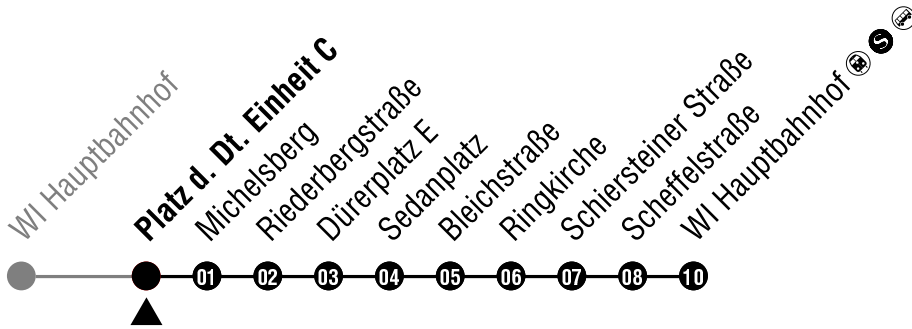 WI Hauptbahnhof
Platz d. Dt. Einheit C
Michelsberg
Riederbergstraße
Dürerplatz E
Sedanplatz
Bleichstraße
Ringkirche
Schiersteiner Straße
Scheffelstraße
WI Hauptbahnhof S
01 02 03 04 05 06 07 08 10